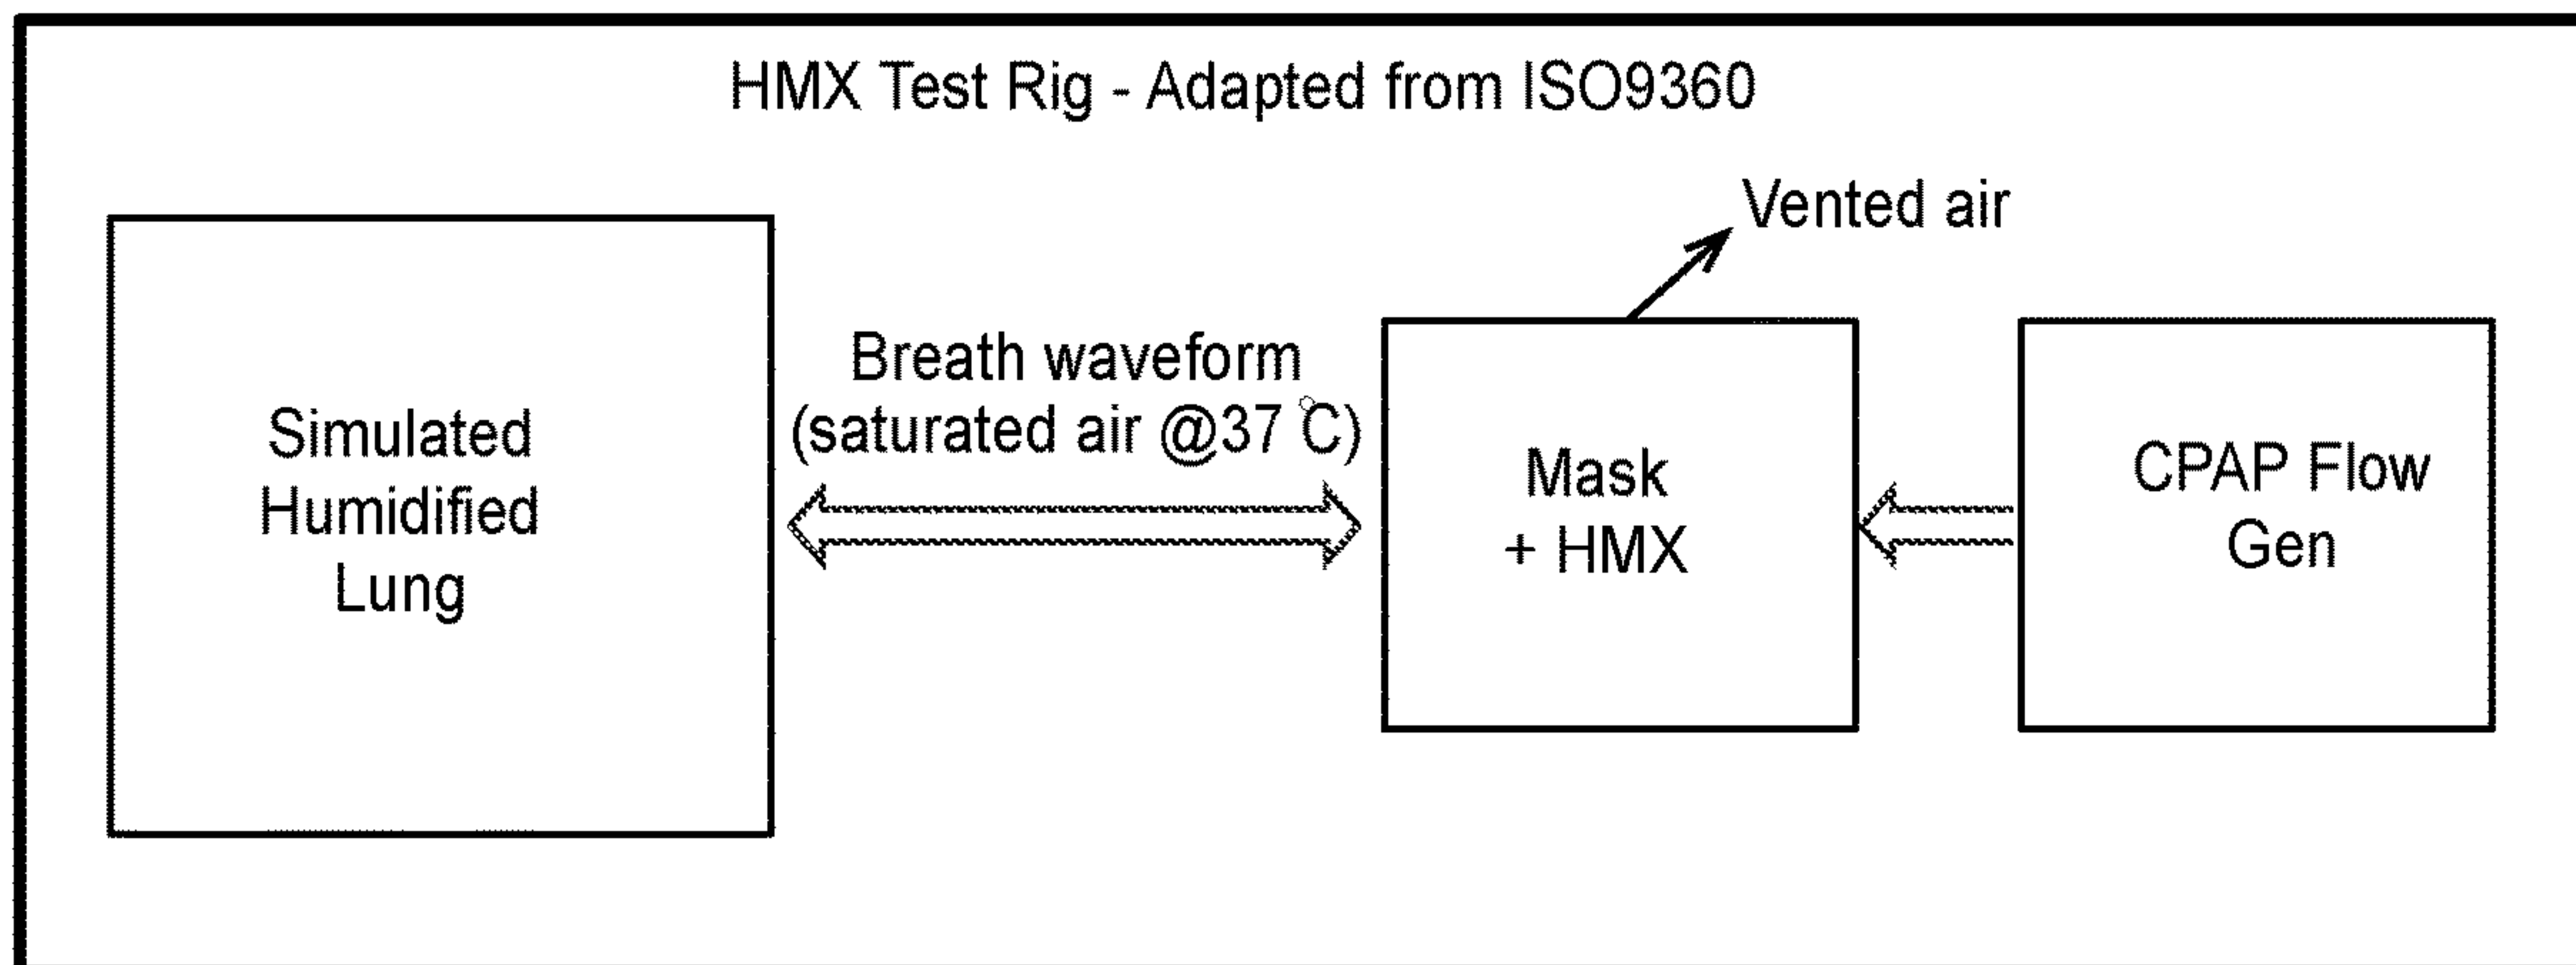 HMX Test Rig - Adapted from ISO9360
Vented air
Breath waveform
(saturated air @37 °C)
Simulated
Humidified
Lung
Mask
+ HMX
CPAP Flow
Gen